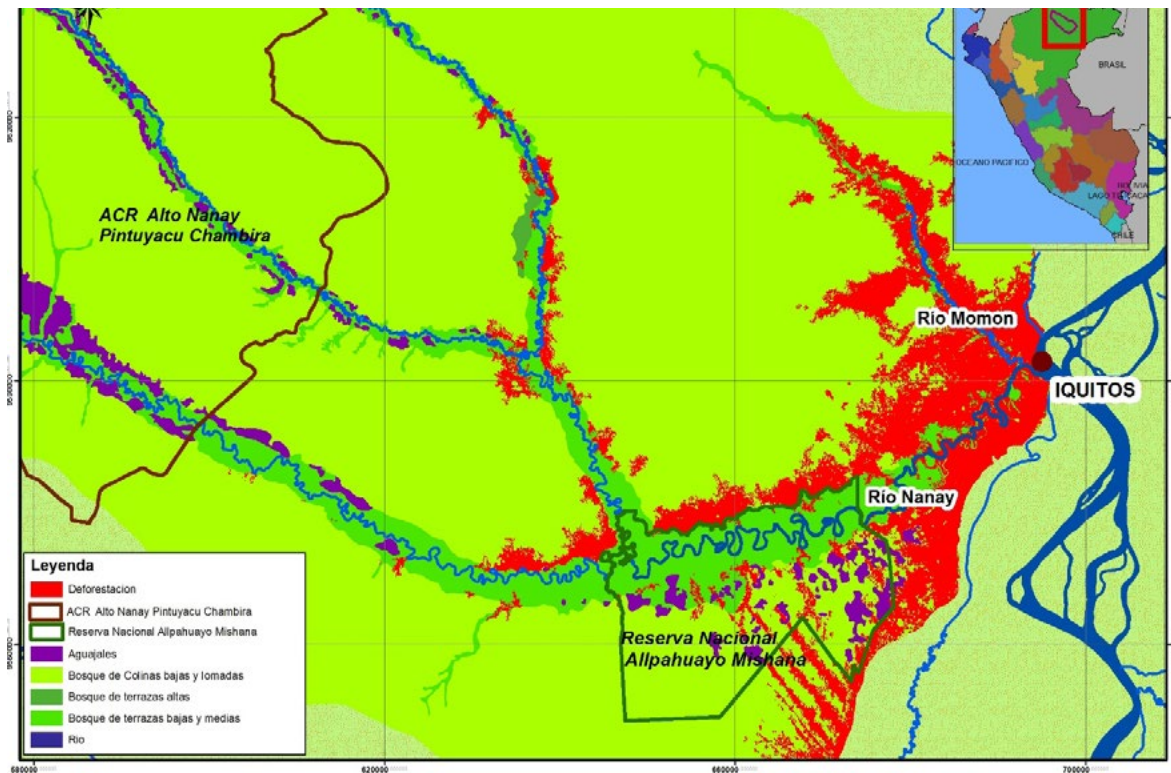 BRASIL
OCEANO PACIFICO
LAGO TITICACA
CHILE
ACR Alto Nanay
Pintuyacu Chambira
Río Momon
IQUITOS
Río Nanay
Reserva Nacional
Allpahuayo Mishana
Leyenda
Deforestacion
ACR Alto Nanay Pintuyacu Chambira
Reserva Nacional Allpahuayo Mishana
Aguajales
Bosque de Colinas bajas y lomadas
Bosque de terrazas altas
Bosque de terrazas bajas y medias
Rio
620000
660000
700000